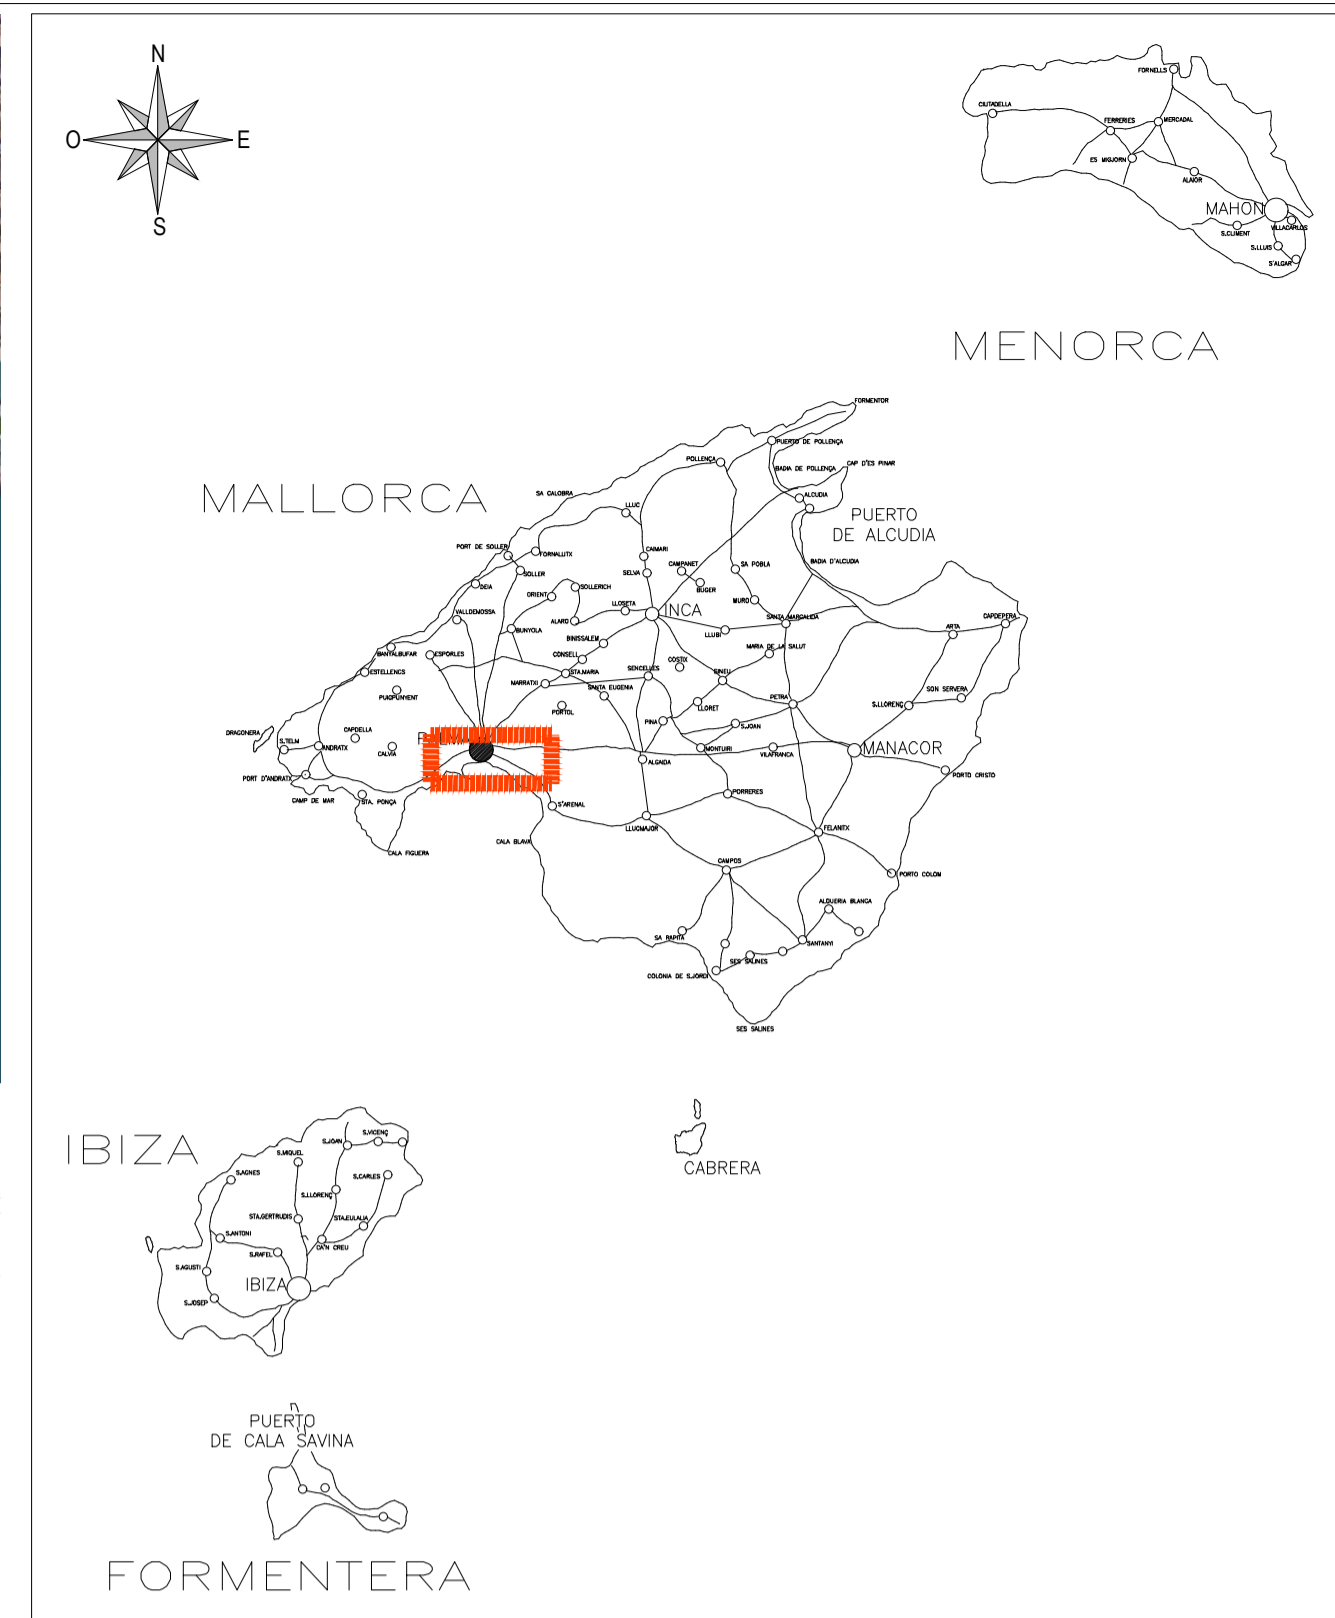 N
O
E
S
FORNELLS
CIUTADELLA
FERRERIES
MERCADAL
ES MIGJORN
ALAIOR
MAHON
VILLACARLOS
S.CLIMENT
S.LLUIS
S'ALGAR
MENORCA
MALLORCA
FORMENTOR
PUERTO DE POLLENÇA
POLLENÇA
BADIA DE POLLENÇA
CAP D'ES PINAR
SA CALOBRA
ALCUDIA
LLUC
PUERTO
DE ALCUDIA
PORT DE SOLLER
FORNALUTX
CAIMARI
BADIA D'ALCUDIA
SOLLER
SELVA
CAMPANET
SA POBLA
DEIA
SOLLERICH
BUGER
ORIENT
LLOSETA
MURO
INCA
VALLDEMOSSA
ALARO
SANTA MARGALIDA
CAPDEPERA
BUNYOLA
BINISSALEM
LLUBI
ARTA
BANYALBUFAR
ESPORLES
CONSELL
MARIA DE LA SALUT
ESTELLENCS
STA.MARIA
SENCELLES
COSTIX
SINEU
PUIGPUNYENT
MARRATXI
SANTA EUGENIA
PETRA
SON SERVERA
PORTOL
LLORET
S.LLORENÇ
PINA
S.JOAN
DRAGONERA
CAPDELLA
S.TELM
ANDRATX
CALVIA
MONTUIRI
VILAFRANCA
MANACOR
ALGAIDA
PORT D'ANDRATX
PORTO CRISTO
CAMP DE MAR
STA. PONÇA
S'ARENAL
PORRERES
LLUCMAJOR
FELANITX
CALA BLAVA
CALA FIGUERA
CAMPOS
PORTO COLOM
ALQUERIA BLANCA
SA RAPITA
SANTANYI
SES SALINES
COLONIA DE S.JORDI
SES SALINES
CABRERA
IBIZA
S.VICENÇ
S.JOAN
S.MIQUEL
S.AGNES
S.CARLES
S.LLORENÇ
STA.GERTRUDIS
STA.EULALIA
S.ANTONI
CA'N CREU
S.RAFEL
S.AGUSTI
IBIZA
S.JOSEP
PUERTO
DE CALA SAVINA
FORMENTERA